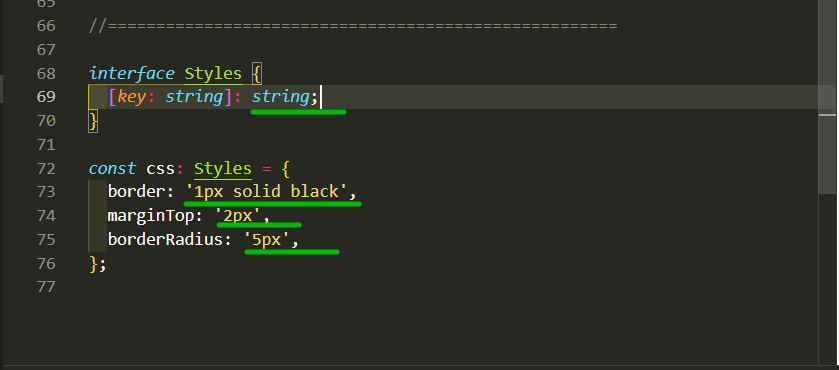 65
66 //=====================================================
67
68 interface Styles {
69 [key: string]: string;
70 }
71
72 const css: Styles = {
73 border: '1px solid black',
74 marginTop: '2px',
75 borderRadius: '5px',
76 };
77